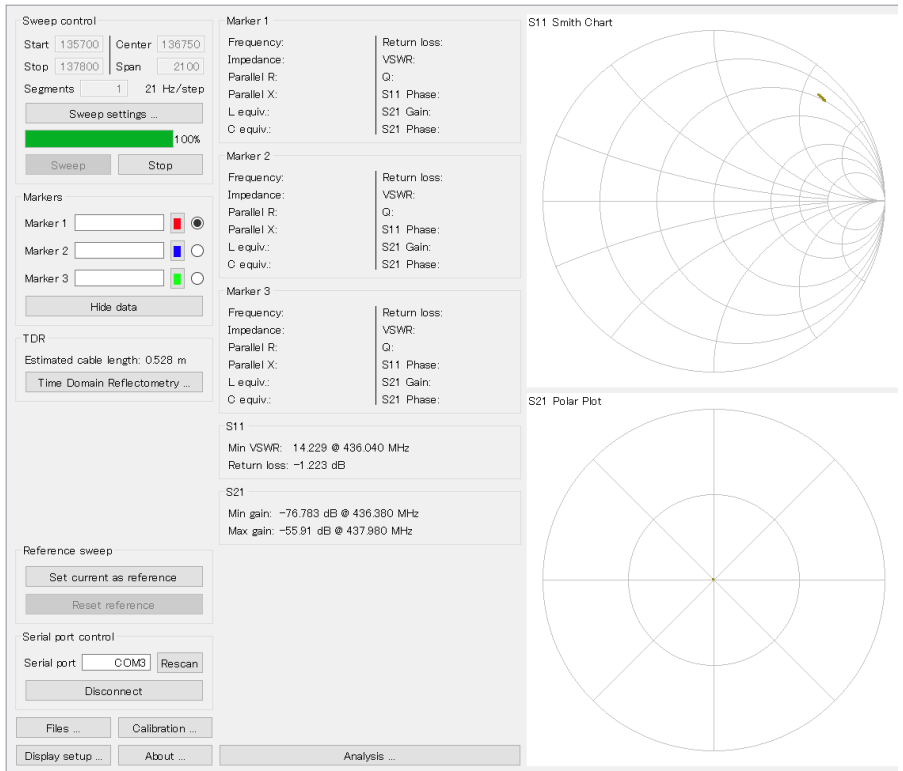 Sweep control
Start 135700 Center 136750
Stop 137800 Span 2100
Segments 1 21 Hz/step
Sweep settings ...
100%
Sweep Stop
Markers
Marker 1
Marker 2
Marker 3
Hide data
TDR
Estimated cable length: 0.528 m
Time Domain Reflectometry ...
Reference sweep
Set current as reference
Reset reference
Serial port control
Serial port COM3 Rescan
Disconnect
Files ... Calibration ...
Display setup ... About ...
Marker 1
Frequency: Return loss:
Impedance: VSWR:
Parallel R: Q:
Parallel X: S11 Phase:
L equiv.: S21 Gain:
C equiv.: S21 Phase:
Marker 2
Frequency: Return loss:
Impedance: VSWR:
Parallel R: Q:
Parallel X: S11 Phase:
L equiv.: S21 Gain:
C equiv.: S21 Phase:
Marker 3
Frequency: Return loss:
Impedance: VSWR:
Parallel R: Q:
Parallel X: S11 Phase:
L equiv.: S21 Gain:
C equiv.: S21 Phase:
S11
Min VSWR: 14.229 @ 436.040 MHz
Return loss: -1.223 dB
S21
Min gain: -76.783 dB @ 436.380 MHz
Max gain: -55.91 dB @ 437.980 MHz
Analysis ...
S11 Smith Chart
S21 Polar Plot